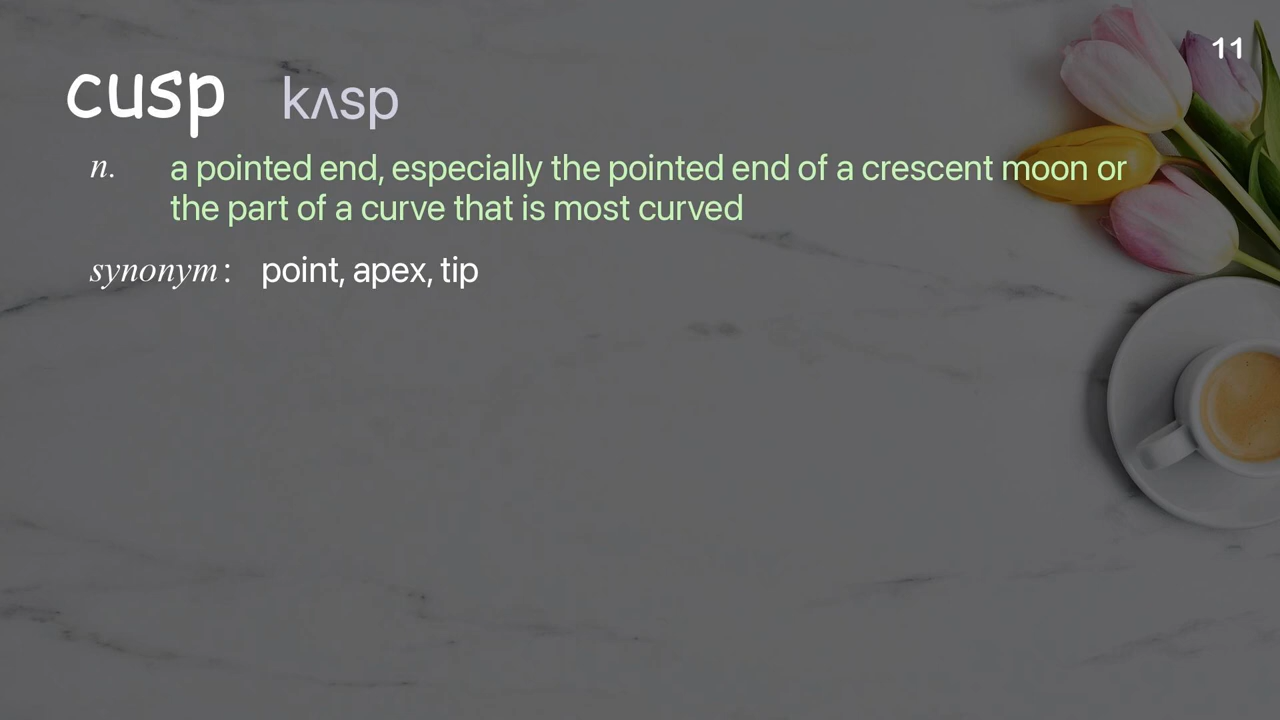 11
cusp kʌsp
n. a pointed end, especially the pointed end of a crescent moon or
the part of a curve that is most curved
synonym: point, apex, tip